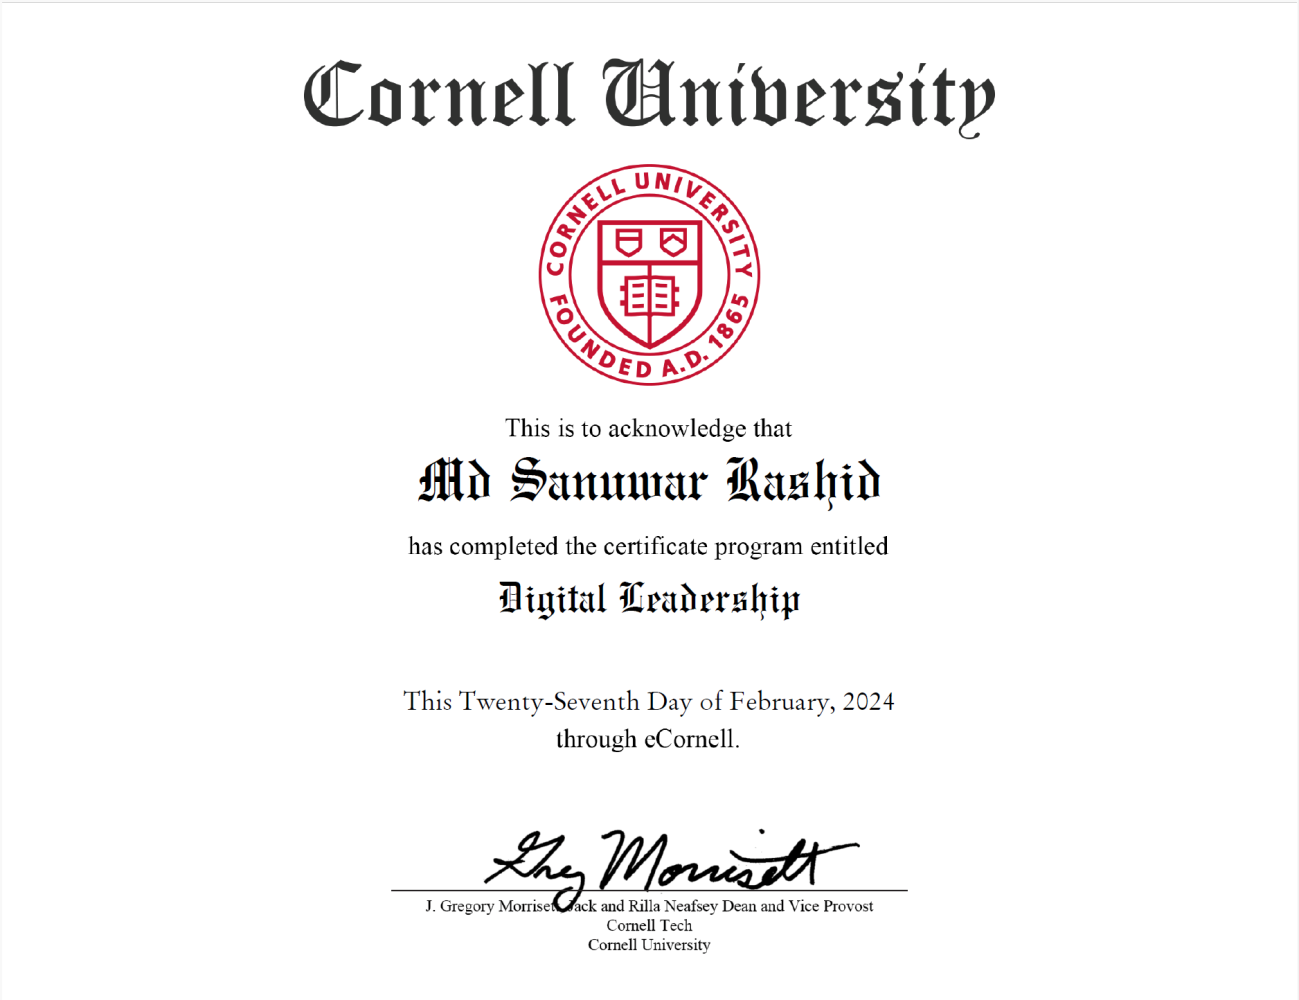 Cornell University
CORNELL UNIVERSITY
FOUNDED A.D. 1865
This is to acknowledge that
Md Sanuwar Rashid
has completed the certificate program entitled
Digital Leadership
This Twenty-Seventh Day of February, 2024
through eCornell.
Greg Morrisett
J. Gregory Morrisett, Jack and Rilla Neafsey Dean and Vice Provost
Cornell Tech
Cornell University